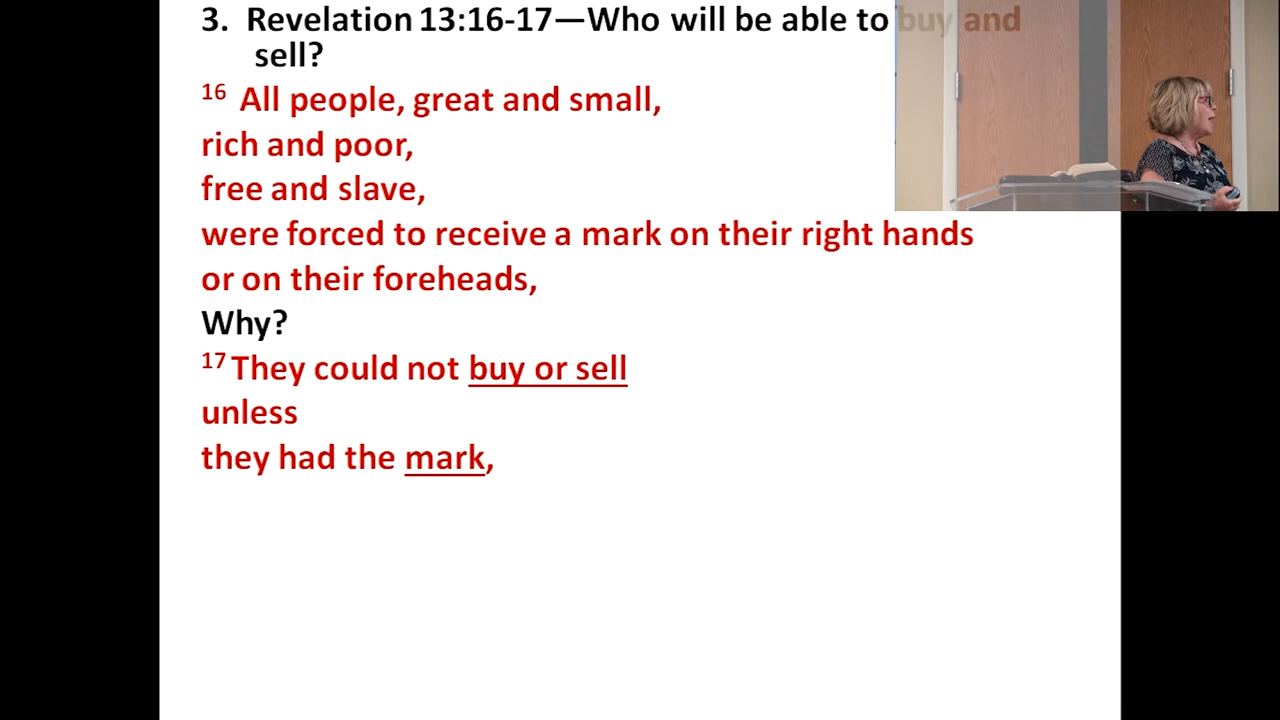 3. Revelation 13:16-17—Who will be able to buy and
sell?
16 All people, great and small,
rich and poor,
free and slave,
were forced to receive a mark on their right hands
or on their foreheads,
Why?
17 They could not buy or sell
unless
they had the mark,